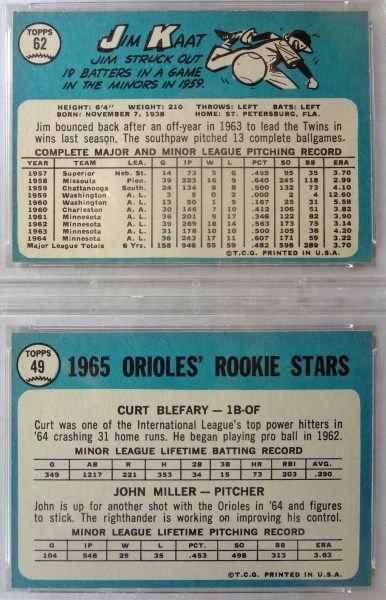 TOPPS
62
JIM KAAT
JIM STRUCK OUT
19 BATTERS IN A GAME
IN THE MINORS IN 1959.
HEIGHT: 6'4" WEIGHT: 210 THROWS: LEFT BATS: LEFT
BORN: NOVEMBER 7, 1938 HOME: ST. PETERSBURG, FLA.
Jim bounced back after an off-year in 1963 to lead the Twins in
wins last season. The southpaw pitched 13 complete ballgames.
COMPLETE MAJOR AND MINOR LEAGUE PITCHING RECORD
YEAR TEAM LEA. G IP W L PCT SO BB ERA
1957 Superior Neb. St. 14 73 5 6 .455 95 35 3.70
1958 Missoula Pion. 39 223 16 9 .640 245 118 2.99
1959 Chattanooga South. 24 134 8 8 .500 132 73 4.10
1959 Washington A. L. 3 5 0 2 .000 2 4 12.60
1960 Washington A. L. 13 50 1 5 .167 25 31 5.58
1960 Charleston A. A. 30 146 7 10 .412 106 51 3.82
1961 Minnesota A. L. 36 201 9 17 .346 122 82 3.90
1962 Minnesota A. L. 39 269 18 14 .563 173 75 3.14
1963 Minnesota A. L. 31 178 10 10 .500 105 38 4.20
1964 Minnesota A. L. 36 243 17 11 .607 171 59 3.22
Major League Totals 6 Yrs. 158 946 55 59 .482 598 289 3.70
©T.C.G. PRINTED IN U.S.A.
TOPPS
49
1965 ORIOLES' ROOKIE STARS
CURT BLEFARY — 1B-OF
Curt was one of the International League's top power hitters in
'64 crashing 31 home runs. He began playing pro ball in 1962.
MINOR LEAGUE LIFETIME BATTING RECORD
G AB R H 2B 3B HR RBI AVG.
349 1217 221 353 34 15 73 203 .290
JOHN MILLER — PITCHER
John is up for another shot with the Orioles in '64 and figures
to stick. The righthander is working on improving his control.
MINOR LEAGUE LIFETIME PITCHING RECORD
G IP W L PCT. SO BB ERA
104 548 29 35 .453 498 313 3.63
©T.C.G. PRINTED IN U.S.A.